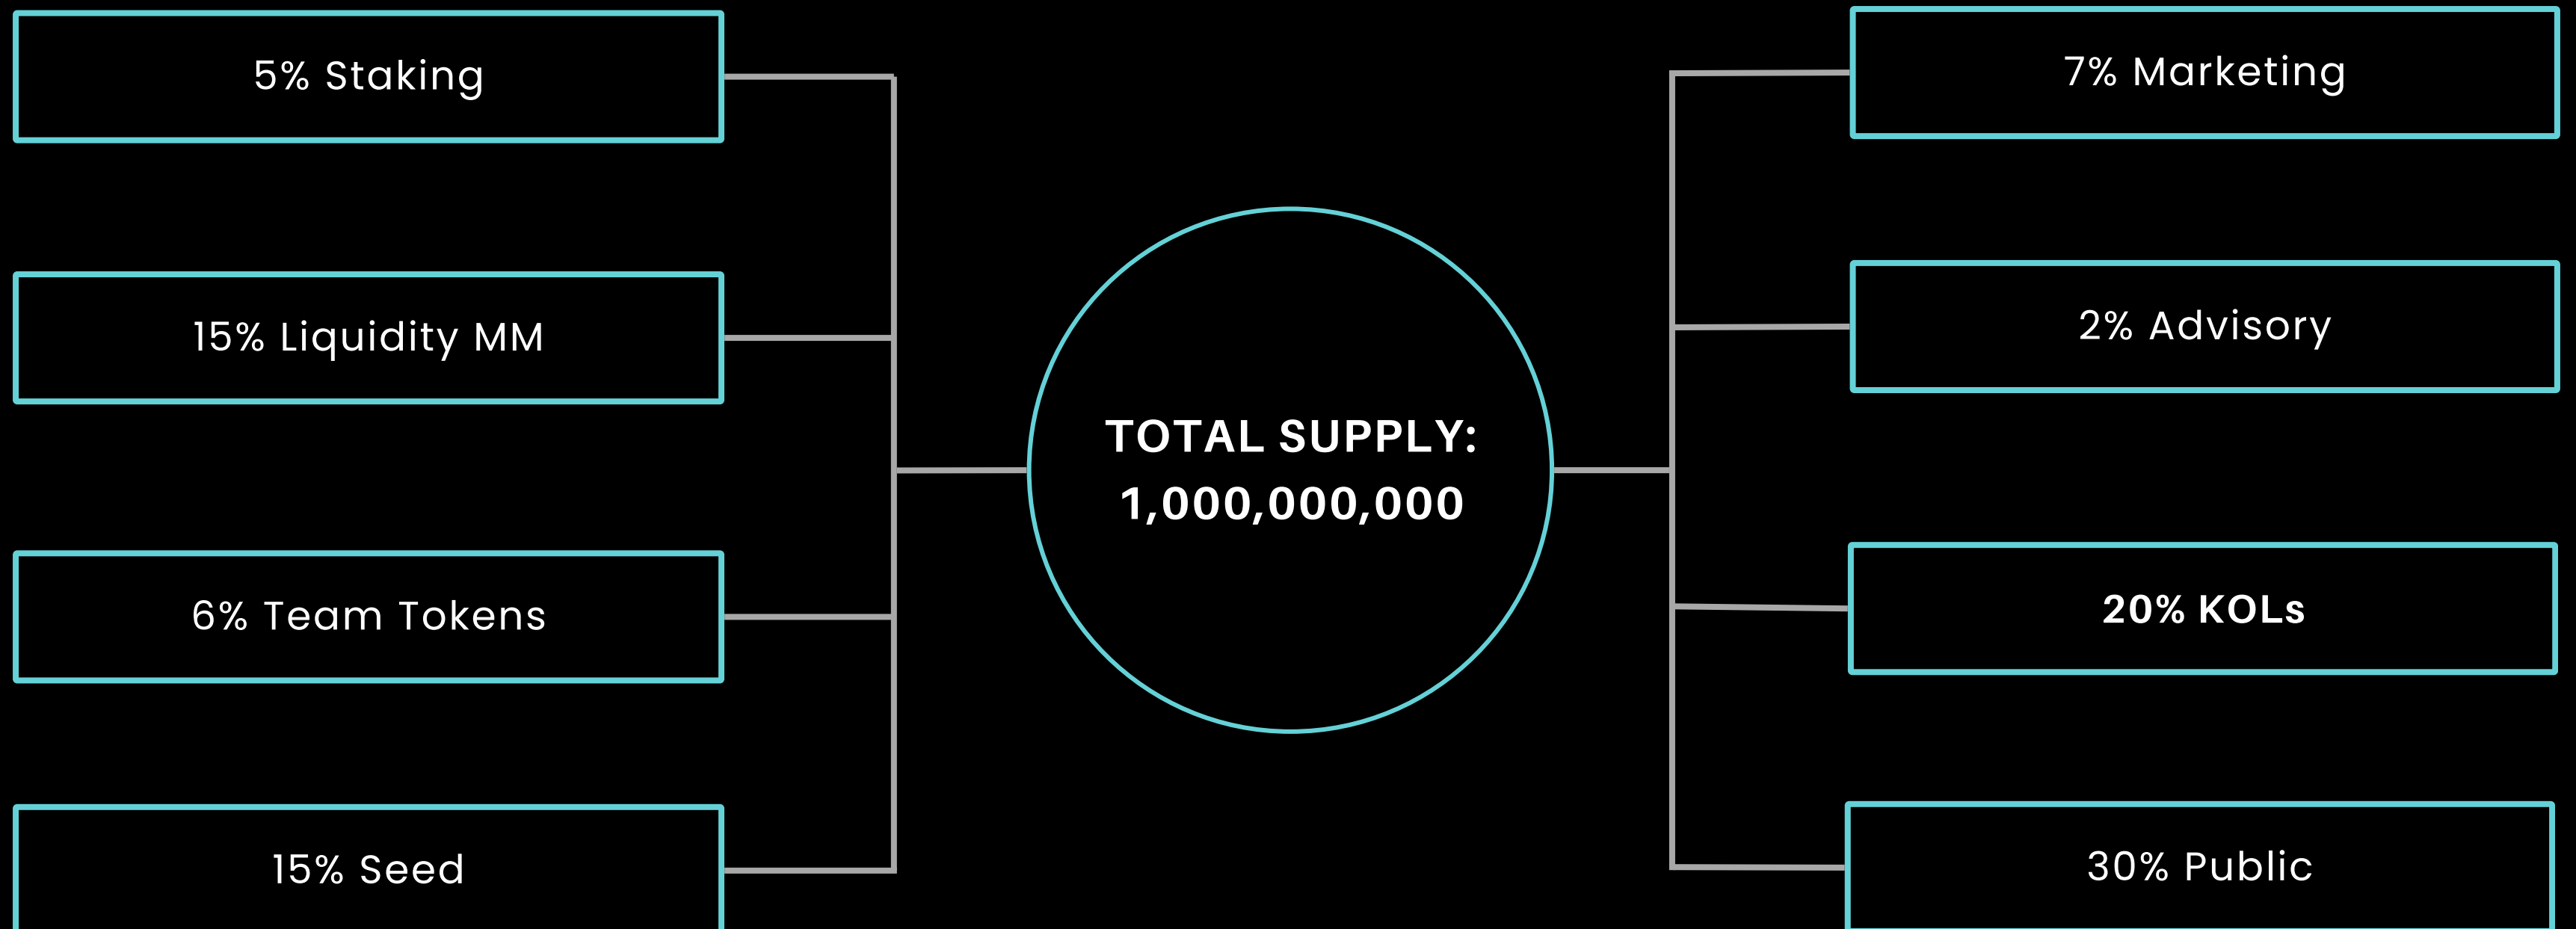 5% Staking
15% Liquidity MM
6% Team Tokens
15% Seed
TOTAL SUPPLY:
1,000,000,000
7% Marketing
2% Advisory
20% KOLs
30% Public